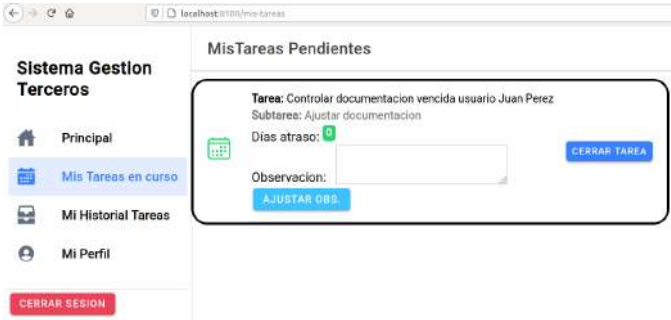 localhost:8100/mis-tareas
Sistema Gestion
Terceros
Principal
Mis Tareas en curso
Mi Historial Tareas
Mi Perfil
CERRAR SESION
MisTareas Pendientes
Tarea: Controlar documentacion vencida usuario Juan Perez
Subtarea: Ajustar documentacion
Días atraso: 0
Observacion:
AJUSTAR OBS.
CERRAR TAREA